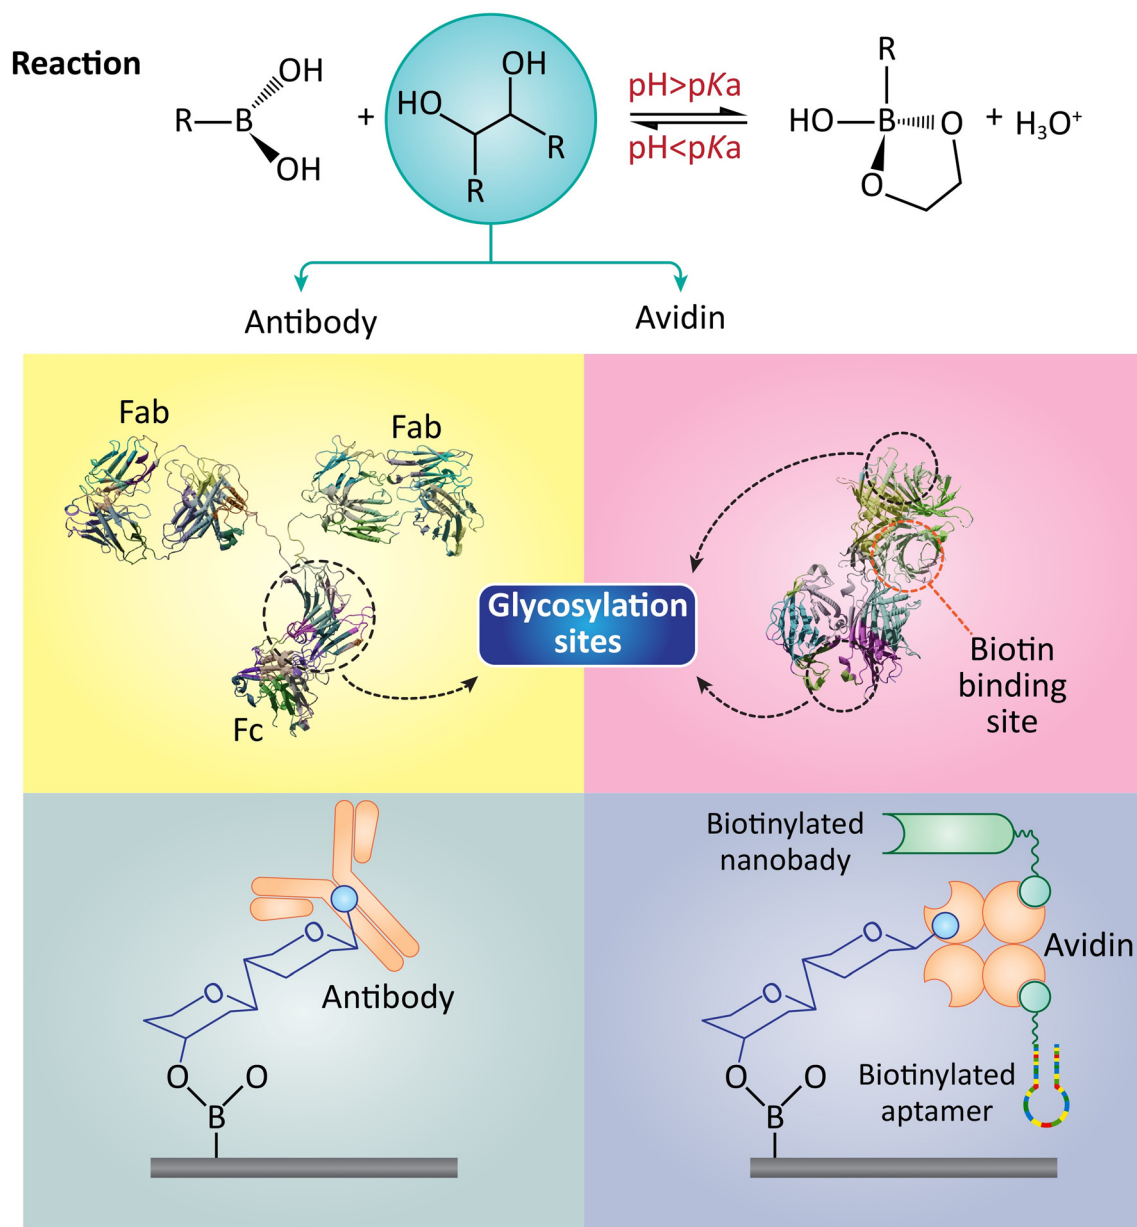 Reaction
R
B
OH
OH
+
HO
OH
R
R
pH>pKa
pH<pKa
R
HO
B
O
O
+
H₃O⁺
Antibody
Avidin
Fab
Fab
Fc
Glycosylation
sites
Biotin
binding
site
Antibody
O
O
O
O
B
Biotinylated
nanobady
Avidin
O
O
O
O
B
Biotinylated
aptamer